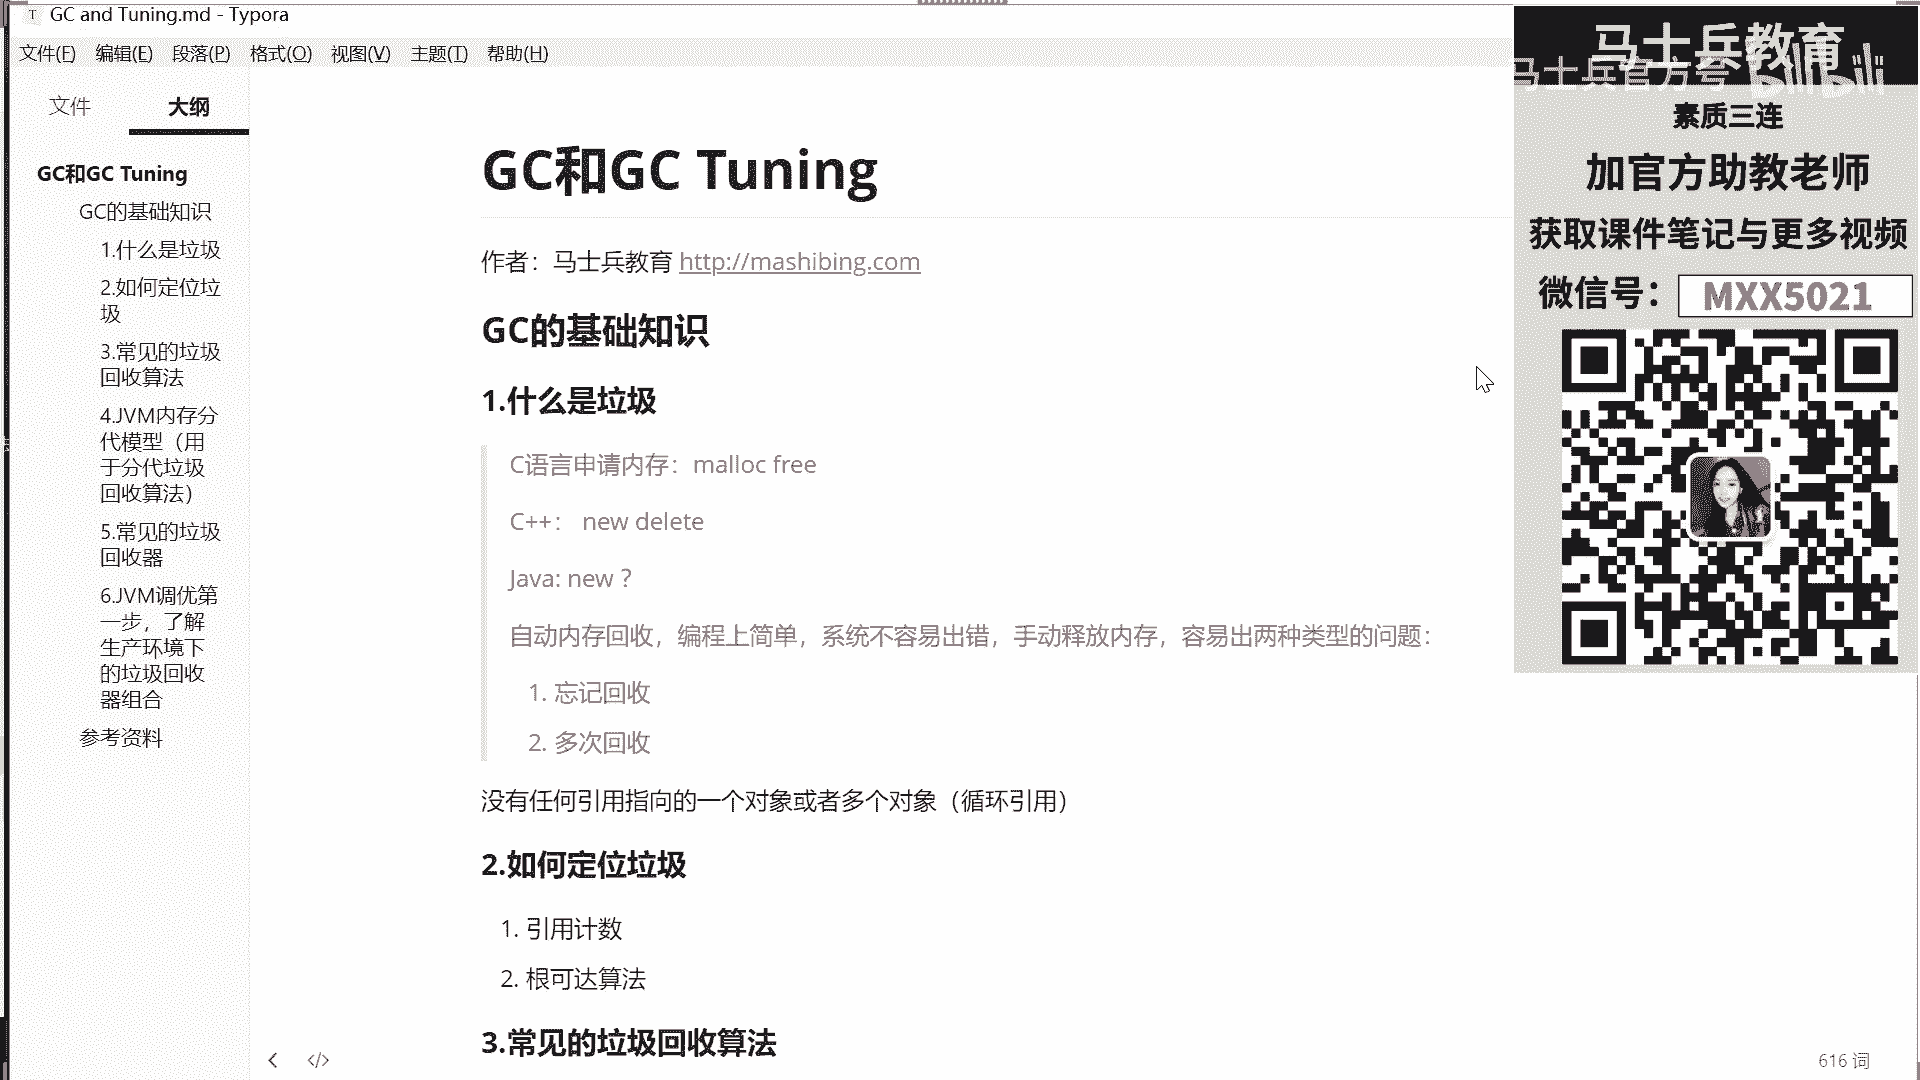 GC and Tuning.md - Typora
文件(F) 编辑(E) 段落(P) 格式(O) 视图(V) 主题(T) 帮助(H)
文件 大纲
GC和GC Tuning
GC的基础知识
1.什么是垃圾
2.如何定位垃
圾
3.常见的垃圾
回收算法
4.JVM内存分
代模型（用
于分代垃圾
回收算法）
5.常见的垃圾
回收器
6.JVM调优第
一步，了解
生产环境下
的垃圾回收
器组合
参考资料
GC和GC Tuning
作者：马士兵教育 http://mashibing.com
GC的基础知识
1.什么是垃圾
C语言申请内存：malloc free
C++： new delete
Java: new ？
自动内存回收，编程上简单，系统不容易出错，手动释放内存，容易出两种类型的问题：
1. 忘记回收
2. 多次回收
没有任何引用指向的一个对象或者多个对象（循环引用）
2.如何定位垃圾
1. 引用计数
2. 根可达算法
3.常见的垃圾回收算法
616 词
马士兵教育
马士兵官方号 bilibili
素质三连
加官方助教老师
获取课件笔记与更多视频
微信号： MXX5021